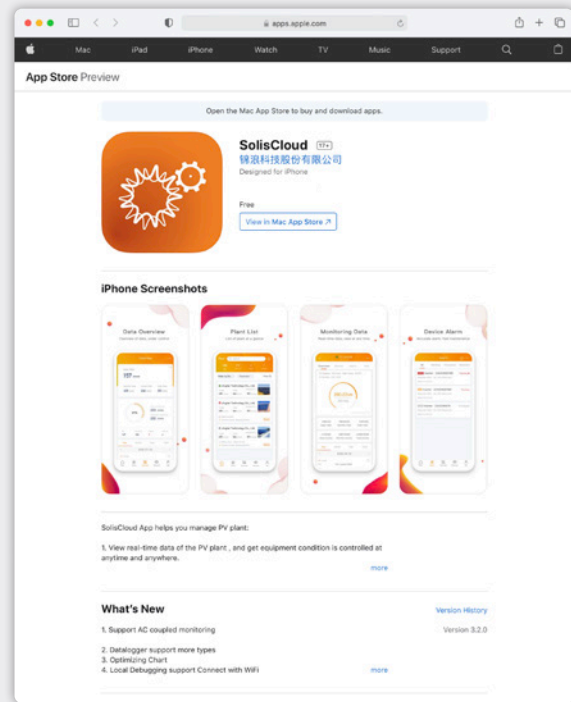 apps.apple.com
Mac
iPad
iPhone
Watch
TV
Music
Support
App Store Preview
Open the Mac App Store to buy and download apps.
SolisCloud 17+
锦浪科技股份有限公司
Designed for iPhone
Free
View in Mac App Store ↗
iPhone Screenshots
Data Overview
Plant List
Monitoring Data
Device Alarm
SolisCloud App helps you manage PV plant:
1. View real-time data of the PV plant , and get equipment condition is controlled at
anytime and anywhere.
more
What's New
Version History
1. Support AC coupled monitoring
Version 3.2.0
2. Datalogger support more types
3. Optimizing Chart
4. Local Debugging support Connect with WiFi
more